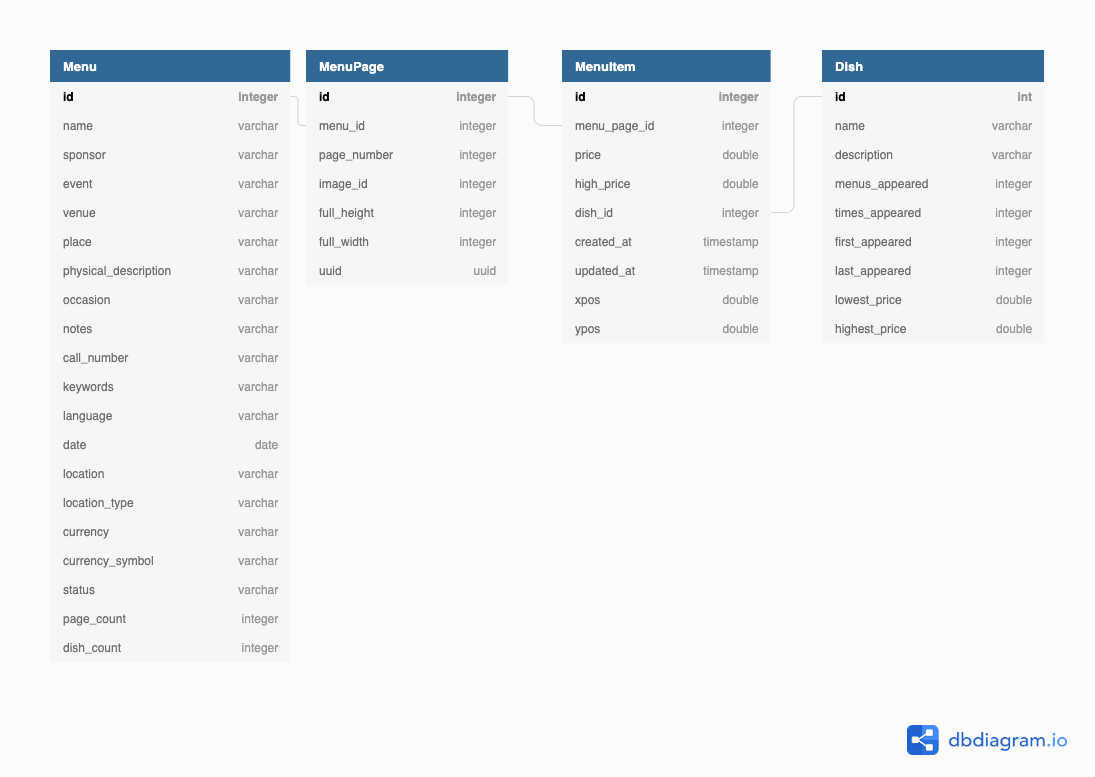 Menu
id integer
name varchar
sponsor varchar
event varchar
venue varchar
place varchar
physical_description varchar
occasion varchar
notes varchar
call_number varchar
keywords varchar
language varchar
date date
location varchar
location_type varchar
currency varchar
currency_symbol varchar
status varchar
page_count integer
dish_count integer
MenuPage
id integer
menu_id integer
page_number integer
image_id integer
full_height integer
full_width integer
uuid uuid
MenuItem
id integer
menu_page_id integer
price double
high_price double
dish_id integer
created_at timestamp
updated_at timestamp
xpos double
ypos double
Dish
id int
name varchar
description varchar
menus_appeared integer
times_appeared integer
first_appeared integer
last_appeared integer
lowest_price double
highest_price double
dbdiagram.io